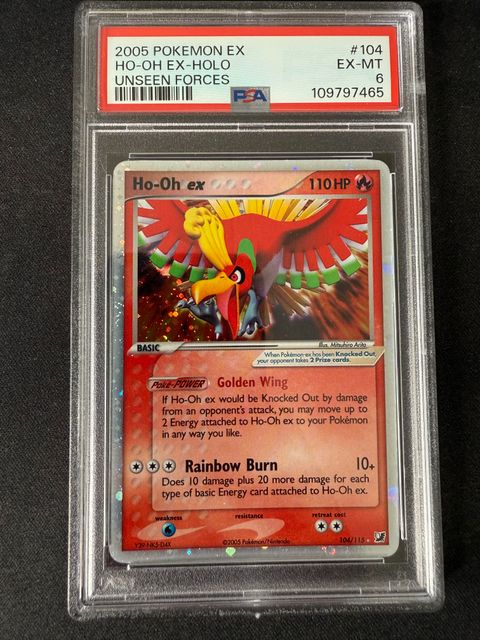 2005 POKEMON EX #104
HO-OH EX-HOLO EX-MT
UNSEEN FORCES 6
PSA 109797465
Ho-Oh ex 110 HP
Illus. Mitsuhiro Arita
BASIC
When Pokémon-ex has been Knocked Out,
your opponent takes 2 Prize cards.
Poké-POWER Golden Wing
If Ho-Oh ex would be Knocked Out by damage
from an opponent's attack, you may move up to
2 Energy attached to Ho-Oh ex to your Pokémon
in any way you like.
Rainbow Burn 10+
Does 10 damage plus 20 more damage for each
type of basic Energy card attached to Ho-Oh ex.
weakness resistance retreat cost
©2005 Pokémon/Nintendo
104/115